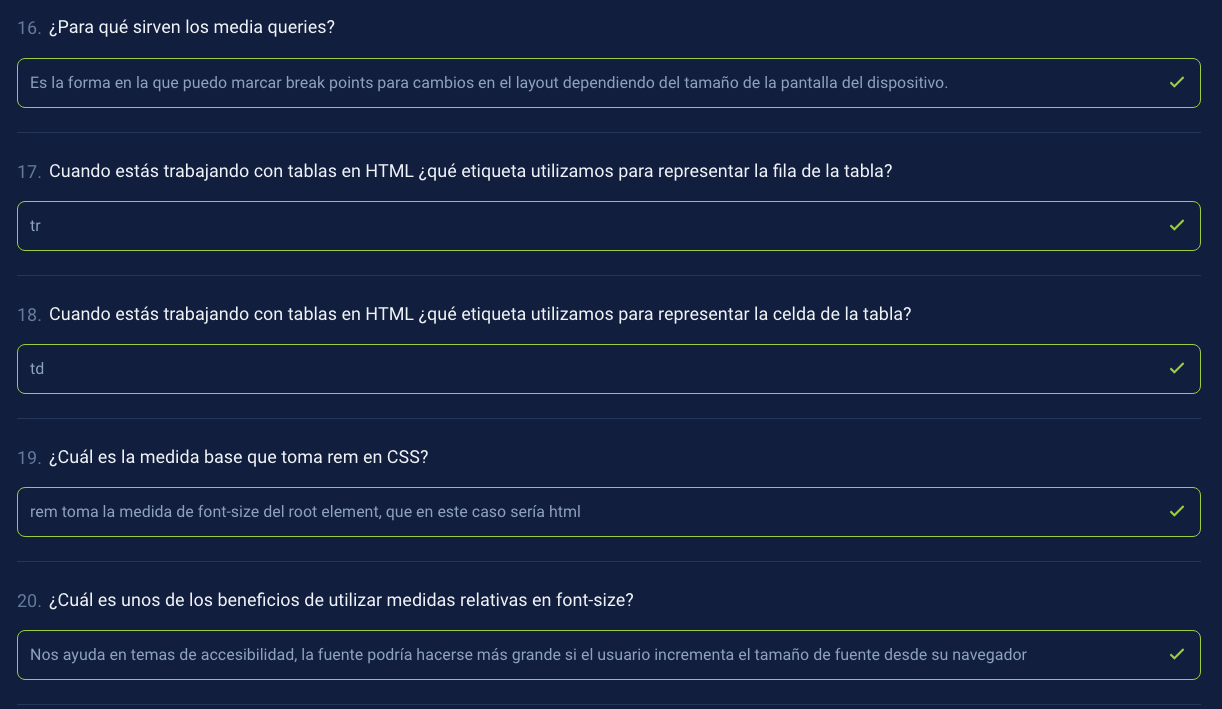 16. ¿Para qué sirven los media queries?
Es la forma en la que puedo marcar break points para cambios en el layout dependiendo del tamaño de la pantalla del dispositivo.
17. Cuando estás trabajando con tablas en HTML ¿qué etiqueta utilizamos para representar la fila de la tabla?
tr
18. Cuando estás trabajando con tablas en HTML ¿qué etiqueta utilizamos para representar la celda de la tabla?
td
19. ¿Cuál es la medida base que toma rem en CSS?
rem toma la medida de font-size del root element, que en este caso sería html
20. ¿Cuál es unos de los beneficios de utilizar medidas relativas en font-size?
Nos ayuda en temas de accesibilidad, la fuente podría hacerse más grande si el usuario incrementa el tamaño de fuente desde su navegador